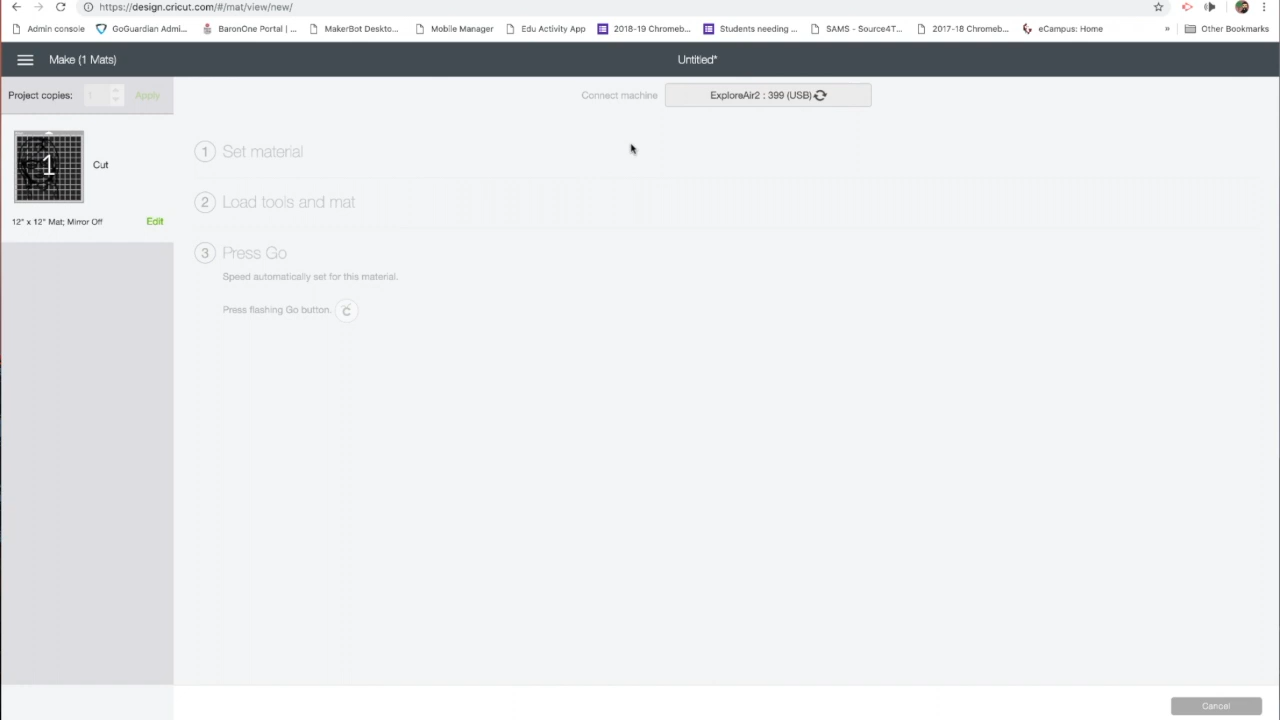 https://design.cricut.com/#/mat/view/new/
Admin console GoGuardian Admi... BaronOne Portal | ... MakerBot Deskto... Mobile Manager Edu Activity App 2018-19 Chromeb... Students needing ... SAMS - Source4T... 2017-18 Chromeb... eCampus: Home » Other Bookmarks
Make (1 Mats) Untitled*
Project copies: 1 Apply Connect machine ExploreAir2 : 399 (USB)
1 Set material
1 Cut
2 Load tools and mat
12" x 12" Mat; Mirror Off Edit
3 Press Go
Speed automatically set for this material.
Press flashing Go button. C
Cancel